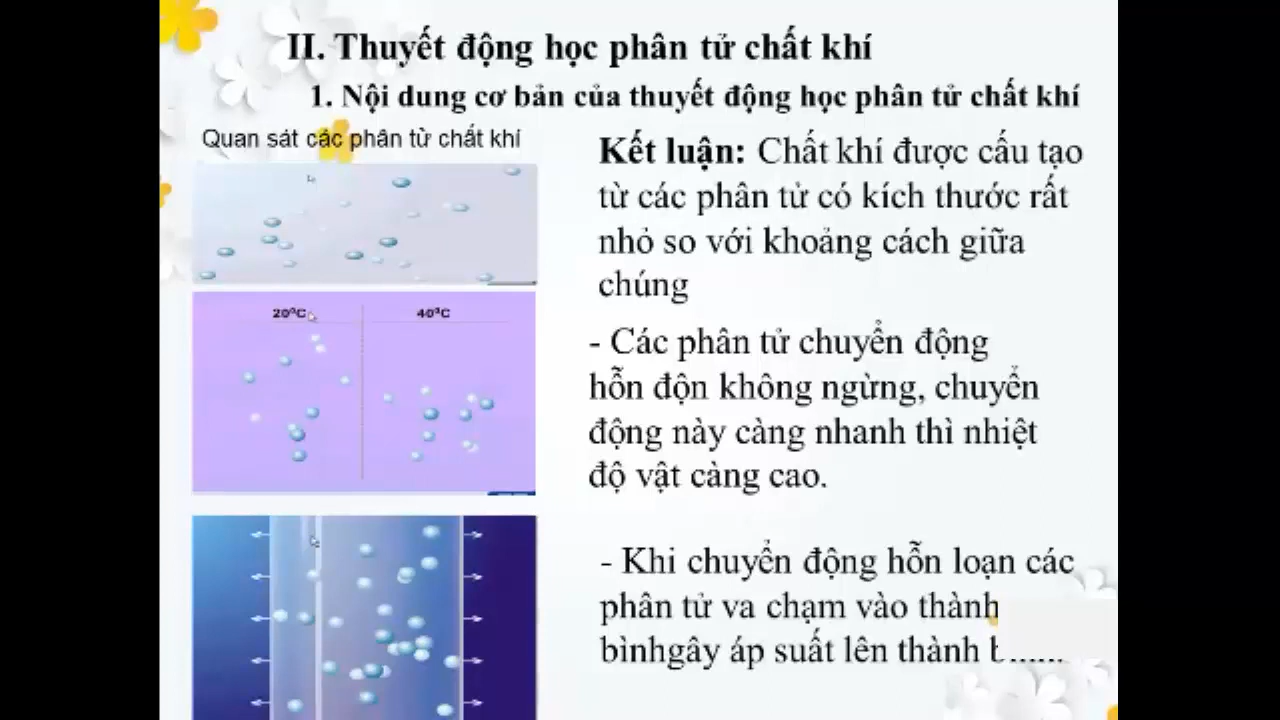 II. Thuyết động học phân tử chất khí
1. Nội dung cơ bản của thuyết động học phân tử chất khí
Quan sát các phân tử chất khí
20⁰C
40⁰C
Kết luận: Chất khí được cấu tạo
từ các phân tử có kích thước rất
nhỏ so với khoảng cách giữa
chúng
- Các phân tử chuyển động
hỗn độn không ngừng, chuyển
động này càng nhanh thì nhiệt
độ vật càng cao.
- Khi chuyển động hỗn loạn các
phân tử va chạm vào thành
bìnhgây áp suất lên thành